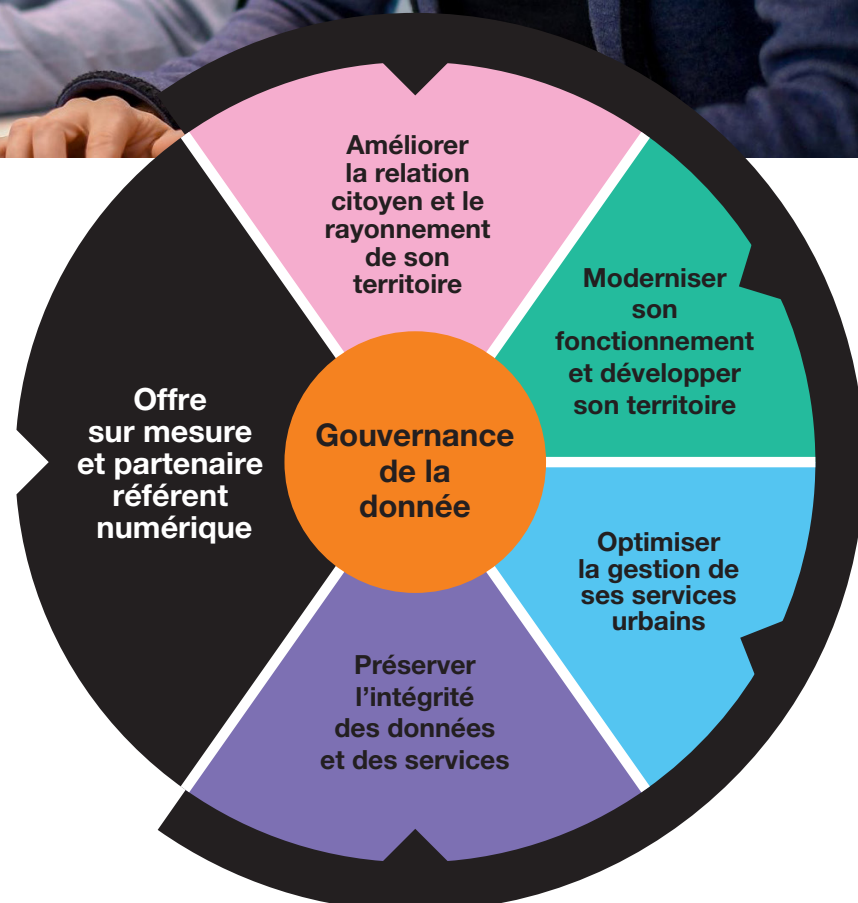 Améliorer
la relation
citoyen et le
rayonnement
de son
territoire
Moderniser
son
fonctionnement
et développer
son territoire
Offre
sur mesure
et partenaire
référent
numérique
Gouvernance
de la
donnée
Optimiser
la gestion de
ses services
urbains
Préserver
l'intégrité
des données
et des services